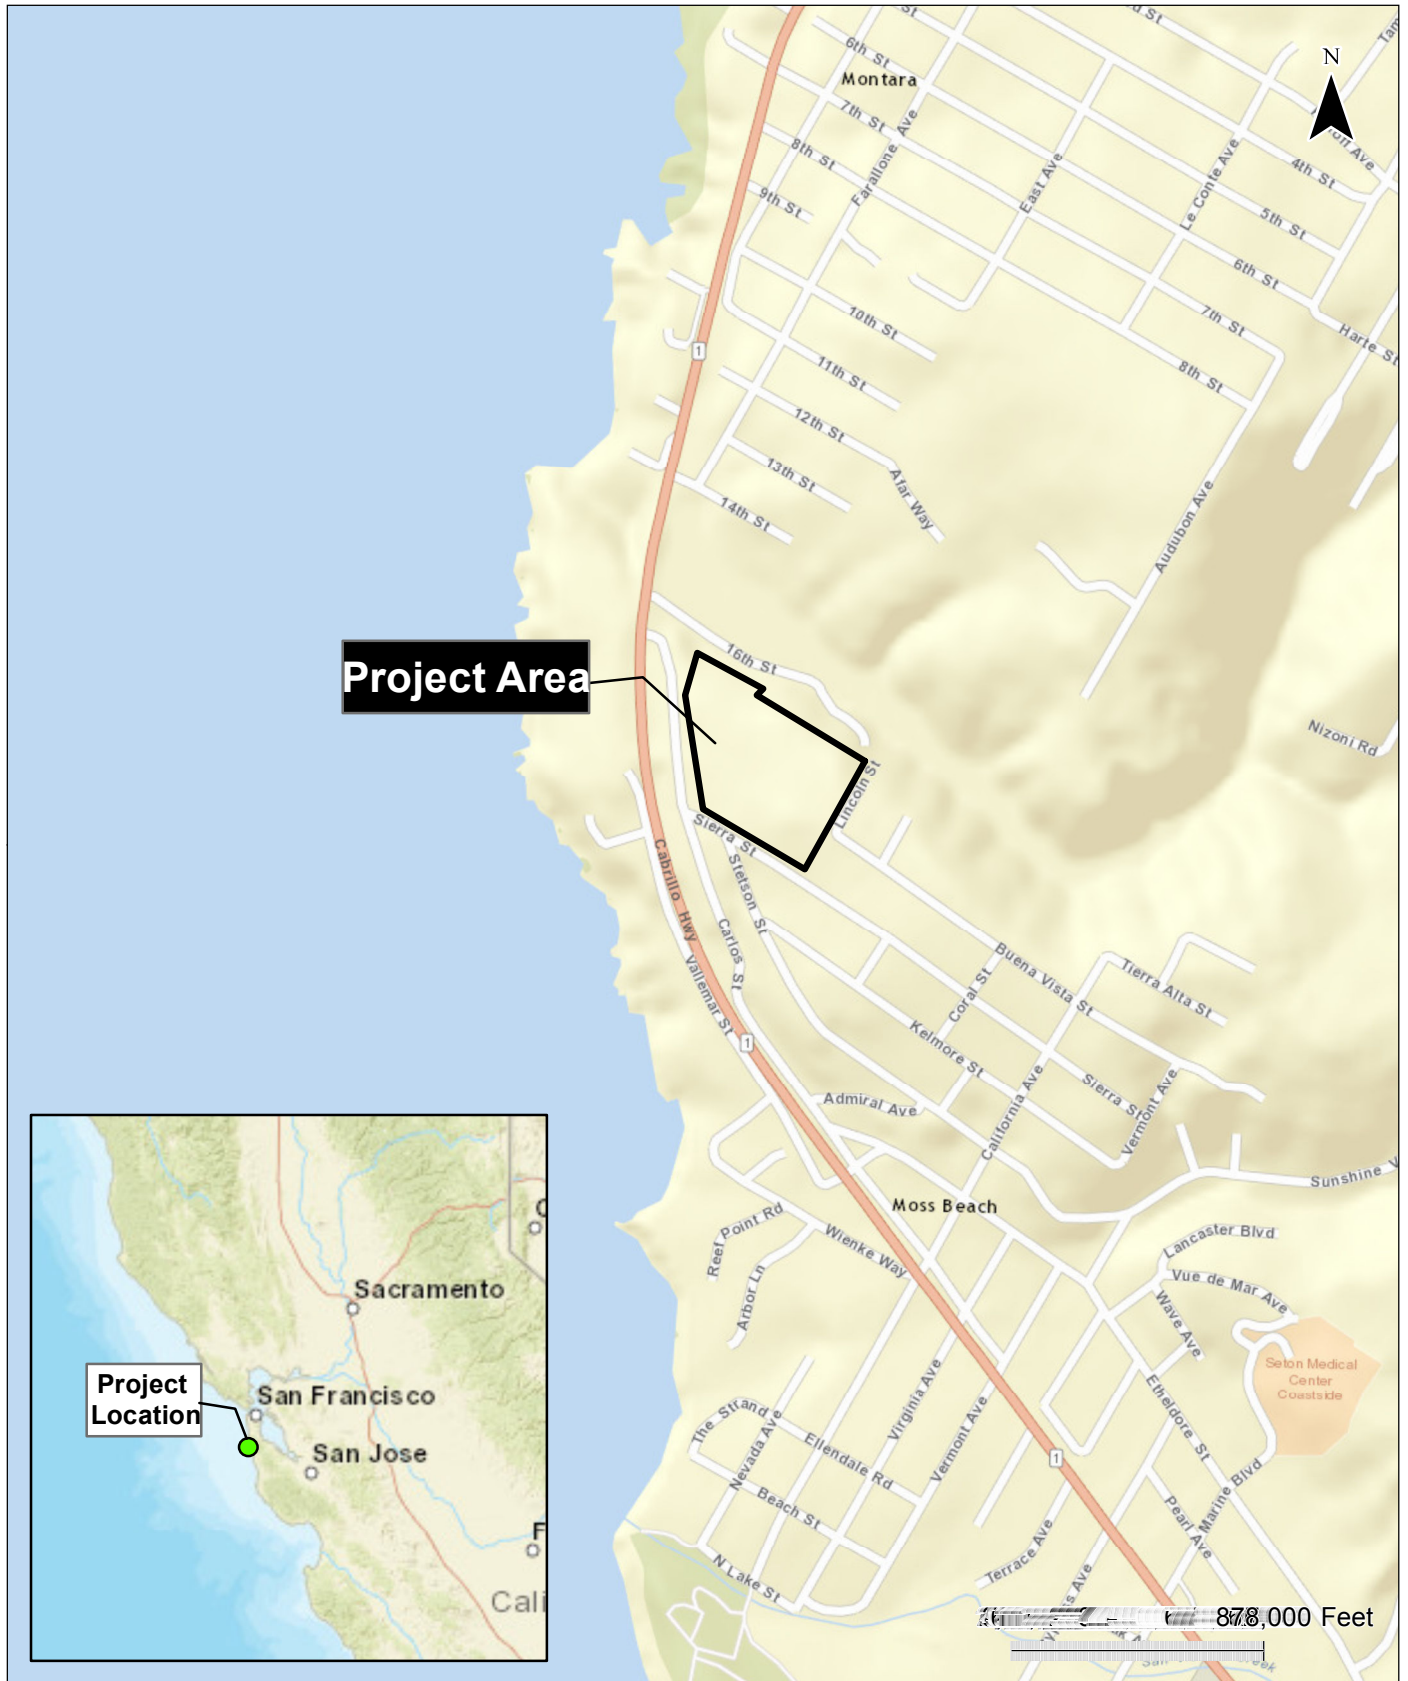 N
6th St
Montara
7th St
8th St
9th St
Farallone Ave
East Ave
Le Conte Ave
4th St
5th St
6th St
7th St
8th St
Harte St
10th St
11th St
12th St
13th St
14th St
Afar Way
Audubon Ave
1
16th St
Project Area
Nizoni Rd
Lincoln St
Sierra St
Stetson St
Cabrillo Hwy
Carlos St
Vallemar St
1
Buena Vista St
Coral St
Tierra Alta St
Kelmore St
Sierra St
California Ave
Vermont Ave
Admiral Ave
Sunshine V
Moss Beach
Reef Point Rd
Arbor Ln
Wienke Way
Lancaster Blvd
Vue de Mar Ave
Wave Ave
Seton Medical
Center
Coastside
The Strand
Nevada Ave
Ellendale Rd
Virginia Ave
Vermont Ave
Beach St
N Lake St
Etheldore St
Marine Blvd
Pearl Ave
Terrace Ave
1
Feet
Sacramento
San Francisco
San Jose
Project
Location
Cali
F